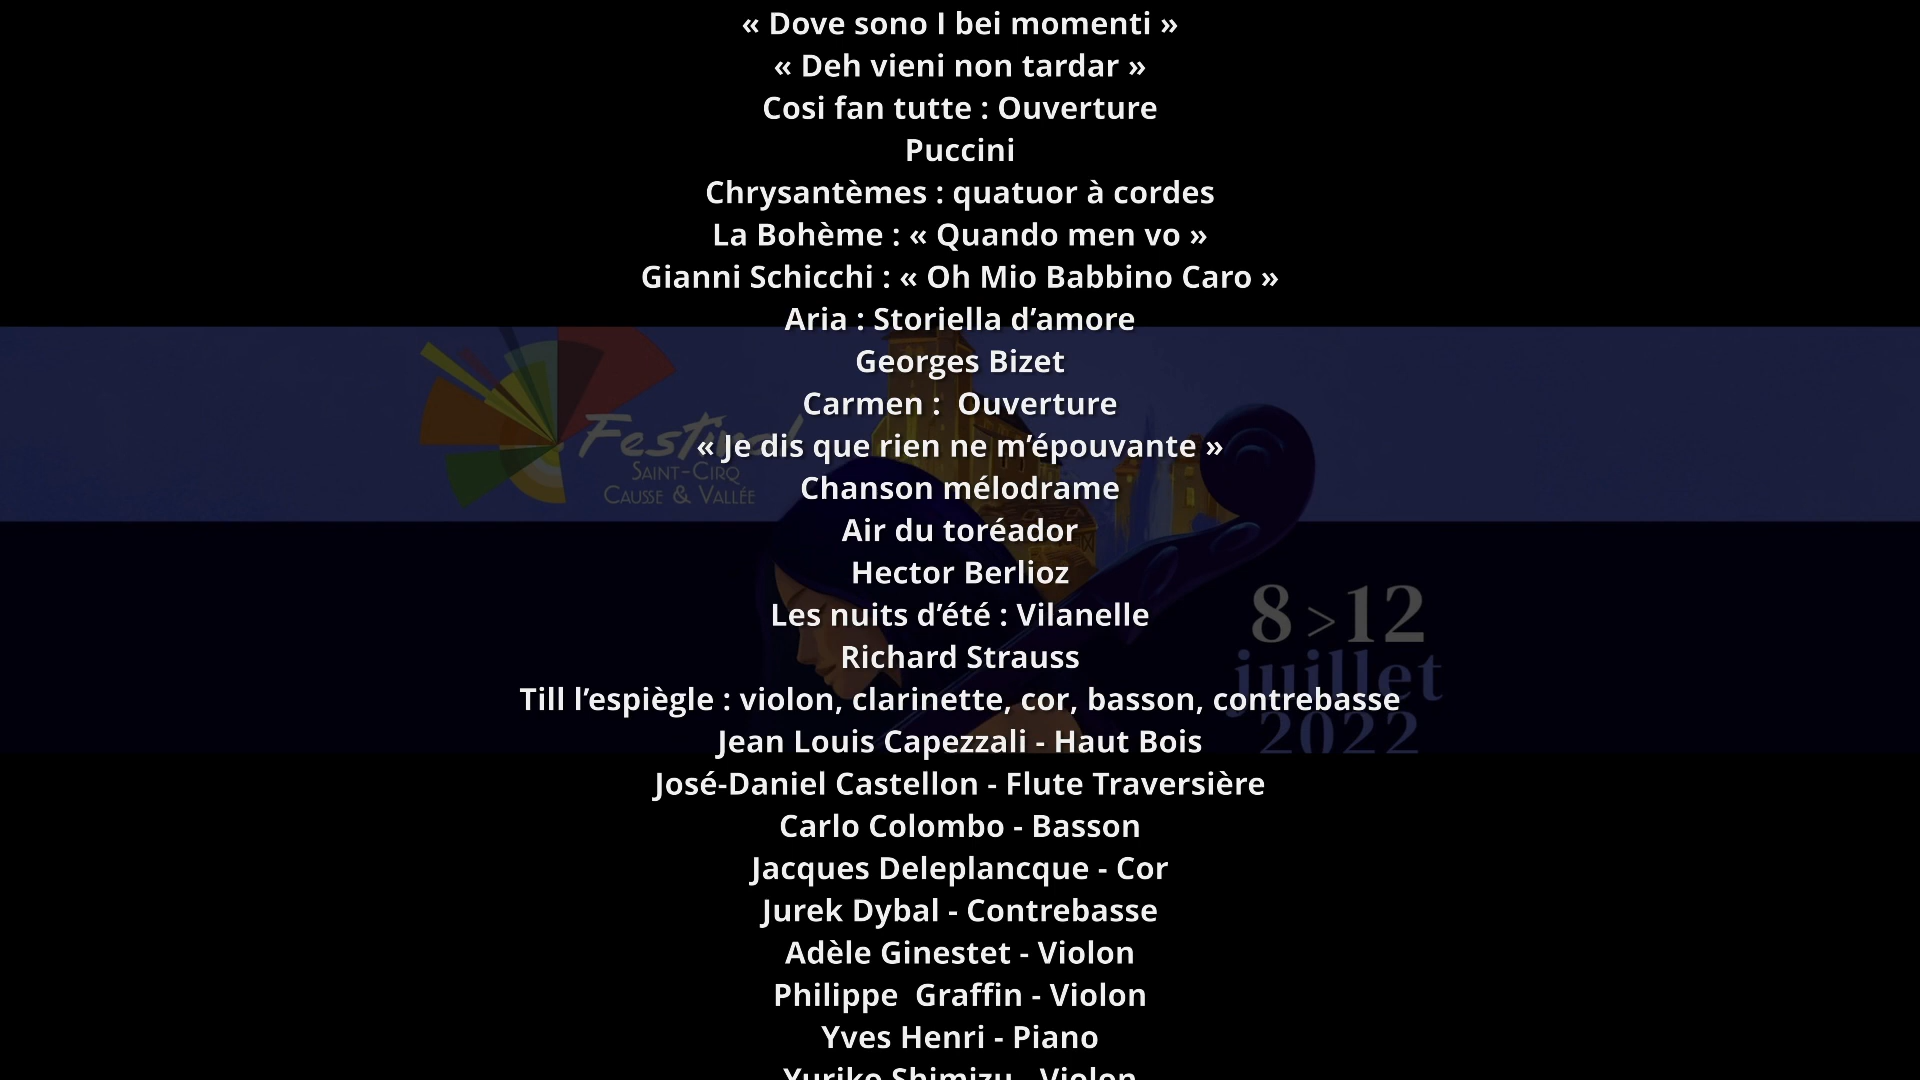 « Dove sono I bei momenti »
« Deh vieni non tardar »
Cosi fan tutte : Ouverture
Puccini
Chrysantèmes : quatuor à cordes
La Bohème : « Quando men vo »
Gianni Schicchi : « Oh Mio Babbino Caro »
Aria : Storiella d’amore
Georges Bizet
Carmen :  Ouverture
« Je dis que rien ne m’épouvante »
Chanson mélodrame
Air du toréador
Hector Berlioz
Les nuits d’été : Vilanelle
Richard Strauss
Till l’espiègle : violon, clarinette, cor, basson, contrebasse
Jean Louis Capezzali - Haut Bois
José-Daniel Castellon - Flute Traversière
Carlo Colombo - Basson
Jacques Deleplancque - Cor
Jurek Dybal - Contrebasse
Adèle Ginestet - Violon
Philippe  Graffin - Violon
Yves Henri - Piano
Yuriko Shimizu - Violon
Festival
Saint-Cirq
Causse & Vallée
8 > 12
juillet
2022